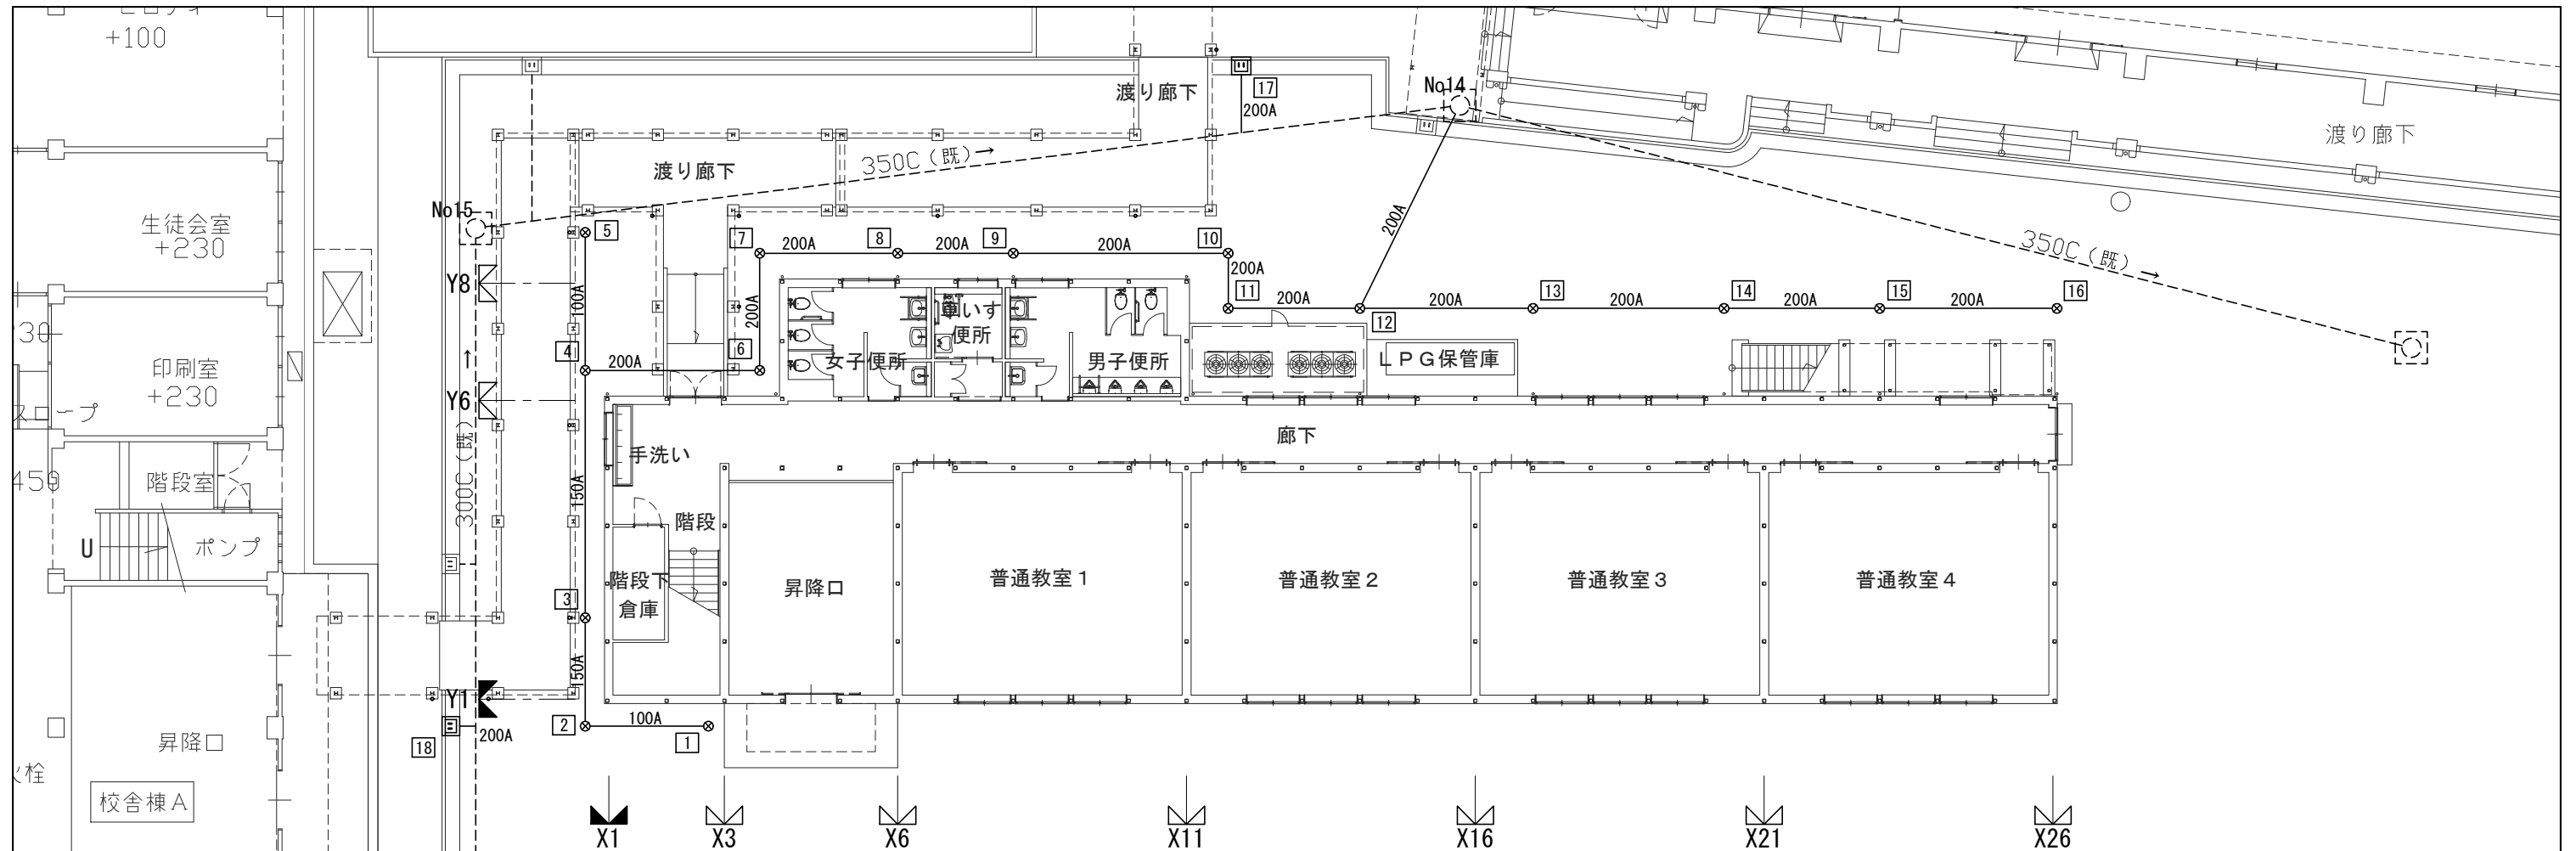 +100
渡り廊下
17
200A
No14
渡り廊下
渡り廊下
350C(既)→
No15
生徒会室
+230
5
7
200A
8
200A
9
200A
10
200A
200A
350C(既)→
Y8
100A
200A
11
200A
12
200A
13
200A
14
200A
15
200A
16
230
印刷室
+230
4
200A
6
女子便所
車いす
便所
男子便所
LPG保管庫
Y6
スロープ
300C(既)→
手洗い
廊下
450
階段室
150A
階段
U
ポンプ
階段下
倉庫
昇降口
普通教室1
普通教室2
普通教室3
普通教室4
3
150A
Y1
18
200A
2
100A
1
昇降口
火栓
校舎棟A
X1
X3
X6
X11
X16
X21
X26